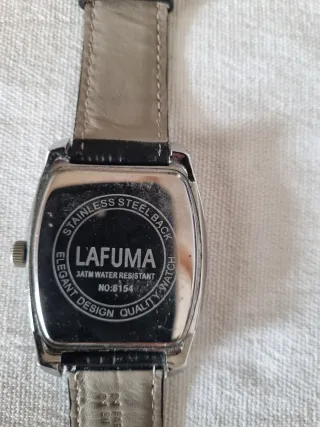 STAINLESS STEEL BACK
LAFUMA
3ATM WATER RESISTANT
NO:8154
ELEGANT DESIGN QUALITY WATCH